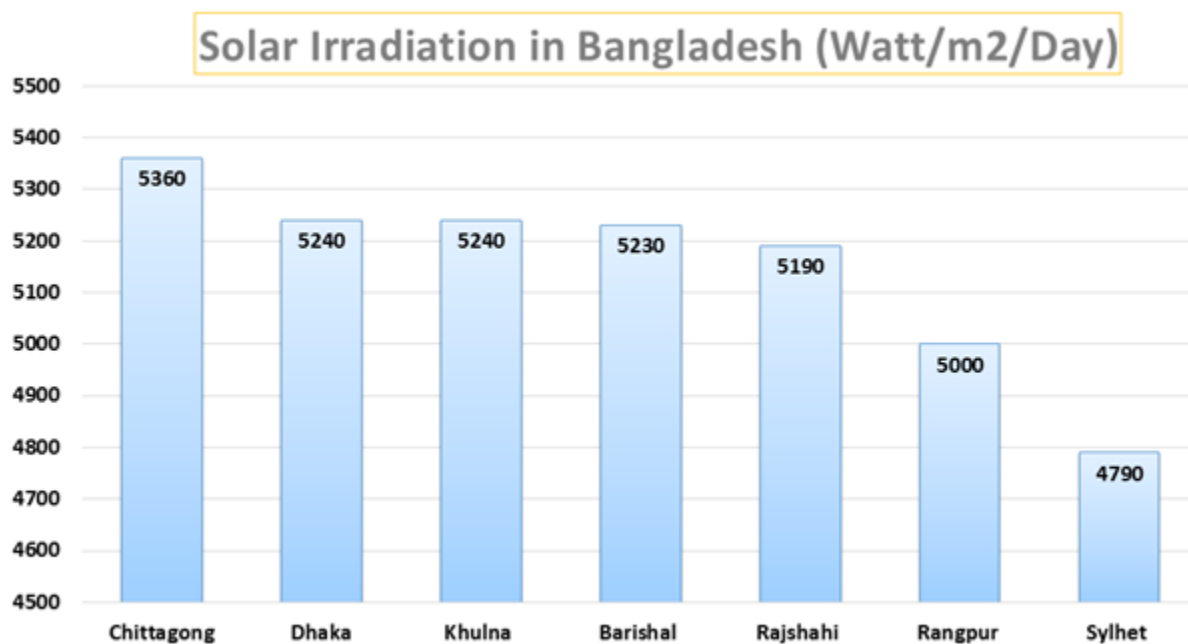 Solar Irradiation in Bangladesh (Watt/m2/Day)
5500
5400
5300
5200
5100
5000
4900
4800
4700
4600
4500
5360
5240
5240
5230
5190
5000
4790
Chittagong
Dhaka
Khulna
Barishal
Rajshahi
Rangpur
Sylhet